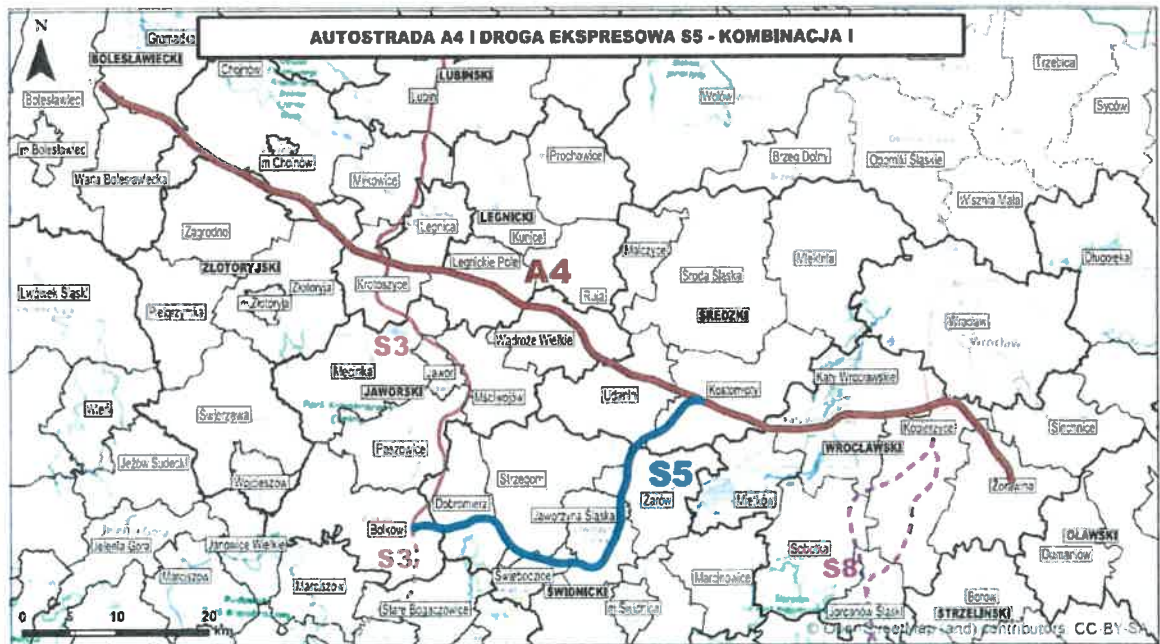 AUTOSTRADA A4 I DROGA EKSPRESOWA S5 - KOMBINACJA I
N
Gromadka
BOLESŁAWIECKI
Chojnów
LUBIŃSKI
Lubin
Wołów
Trzebnica
Syców
Bolesławiec
m Bolesławiec
m Chojnów
Prochowice
Brzeg Dolny
Oborniki Śląskie
Warta Bolesławiecka
Miłkowice
Wisznia Mała
LEGNICKI
Legnica
Kunice
Zagrodno
Malczyce
Miękinia
Długołęka
ZŁOTORYJSKI
Złotoryja
Legnickie Pole
A4
Środa Śląska
Krotoszyce
Lwówek Śląski
Pielgrzymka
m Złotoryja
Ruja
ŚREDZKI
Wrocław
Wrocław
Wądroże Wielkie
S3
Męcinka
Jawor
Kąty Wrocławskie
JAWORSKI
Mściwojów
Udanin
Kostomłoty
Wleń
Świerzawa
Kobierzyce
Siechnice
Paszowice
WROCŁAWSKI
Jeżów Sudecki
Strzegom
S5
Wojcieszów
Żarów
Mietków
Żórawina
Dobromierz
Jaworzyna Śląska
Bolków
OŁAWSKI
Jelenia Góra
Janowice Wielkie
Sobótka
Domaniów
S3
S8
Marciszów
Marciszów
Świebodzice
Marcinowice
ŚWIDNICKI
Borów
Stare Bogaczowice
m Świdnica
Jordanów Śląski
STRZELIŃSKI
0 10 20
km
© OpenStreetMap (and) contributors, CC-BY-SA